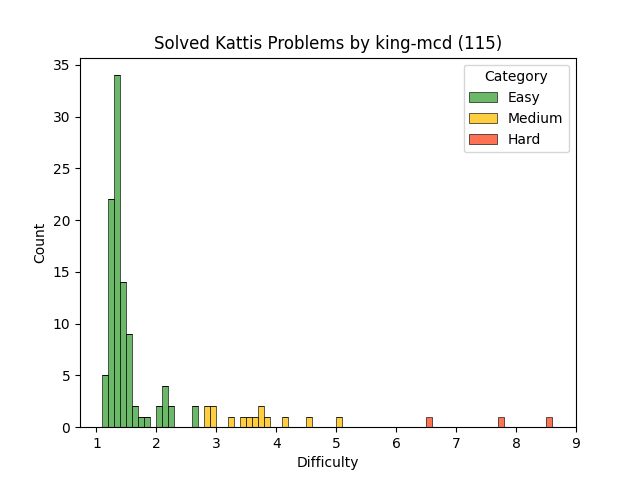 Solved Kattis Problems by king-mcd (115)
Category
Easy
Medium
Hard
Count
35
30
25
20
15
10
5
0
1 2 3 4 5 6 7 8 9
Difficulty